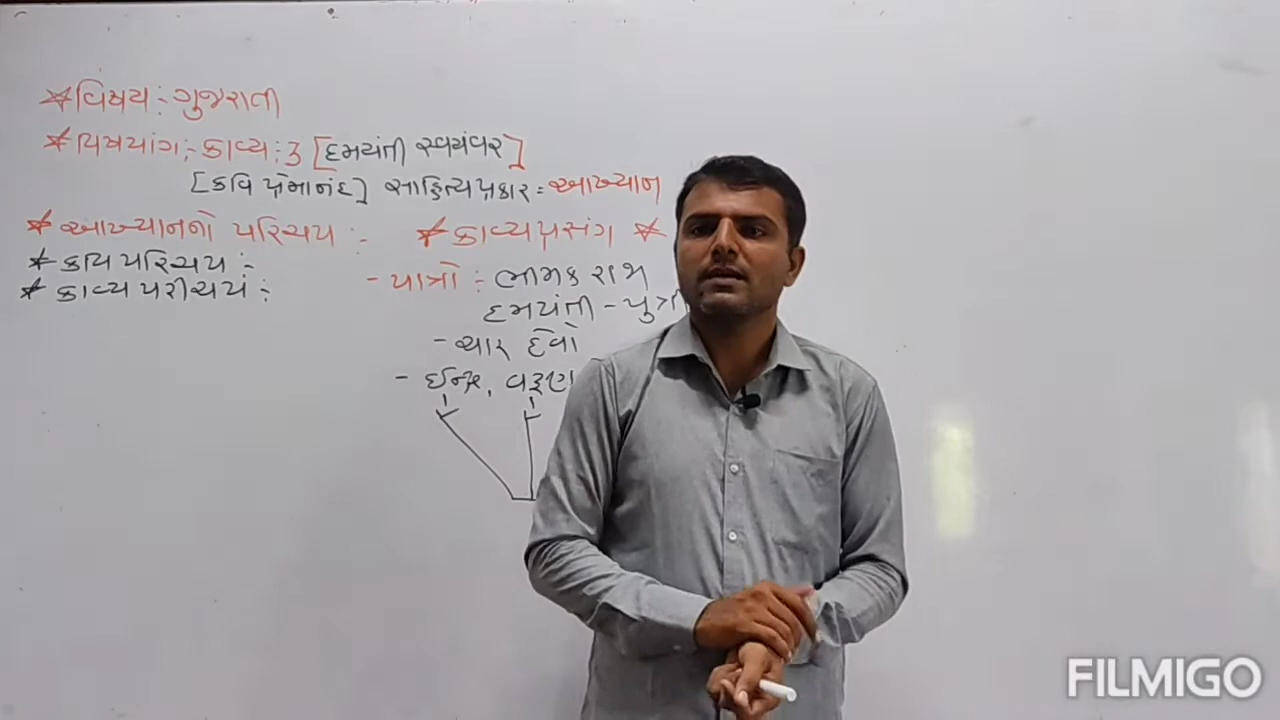 * વિષય :- ગુજરાતી
* વિષયાંગ :- કાવ્ય : 3 [દમયંતી સ્વયંવર]
[કવિ પ્રેમાનંદ] સાહિત્યપ્રકાર = આખ્યાન
* આખ્યાનનો પરિચય :-
* કવિ પરિચય :-
* કાવ્ય પરીચય :-
* કાવ્યપ્રસંગ *
- પાત્રો :- ભીમક રાજા
દમયંતી - પુત્રી
- ચાર દેવો
- ઈન્દ્ર, વરૂણ
FILMIGO